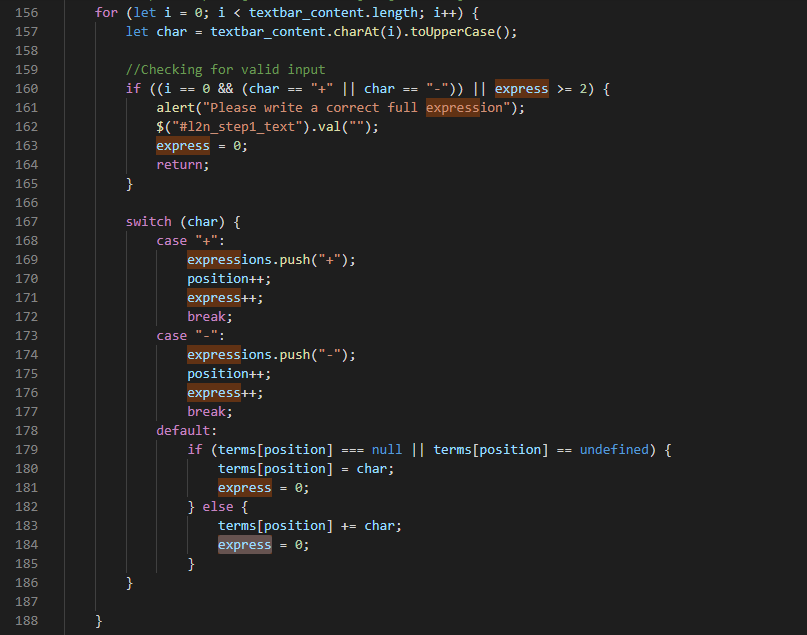 156 for (let i = 0; i < textbar_content.length; i++) {
157 let char = textbar_content.charAt(i).toUpperCase();
158
159 //Checking for valid input
160 if ((i == 0 && (char == "+" || char == "-")) || express >= 2) {
161 alert("Please write a correct full expression");
162 $("#l2n_step1_text").val("");
163 express = 0;
164 return;
165 }
166
167 switch (char) {
168 case "+":
169 expressions.push("+");
170 position++;
171 express++;
172 break;
173 case "-":
174 expressions.push("-");
175 position++;
176 express++;
177 break;
178 default:
179 if (terms[position] === null || terms[position] == undefined) {
180 terms[position] = char;
181 express = 0;
182 } else {
183 terms[position] += char;
184 express = 0;
185 }
186 }
187
188 }